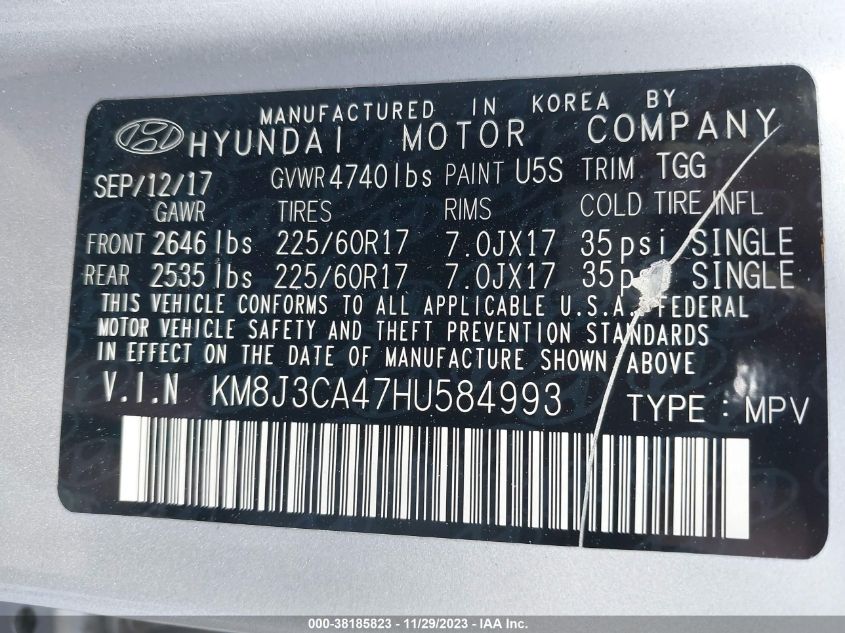 MANUFACTURED IN KOREA BY
HYUNDAI MOTOR COMPANY
SEP/12/17 GVWR 4740lbs PAINT U5S TRIM TGG
GAWR TIRES RIMS COLD TIRE INFL
FRONT 2646 lbs 225/60R17 7.0JX17 35psi SINGLE
REAR 2535 lbs 225/60R17 7.0JX17 SINGLE
THIS VEHICLE CONFORMS TO ALL APPLICABLE U.S.A. FEDERAL
MOTOR VEHICLE SAFETY AND THEFT PREVENTION STANDARDS
IN EFFECT ON THE DATE OF MANUFACTURE SHOWN ABOVE
V.I.N KM8J3CA47HU584993 TYPE : MPV
000-38185823 - 11/29/2023 - IAA Inc.